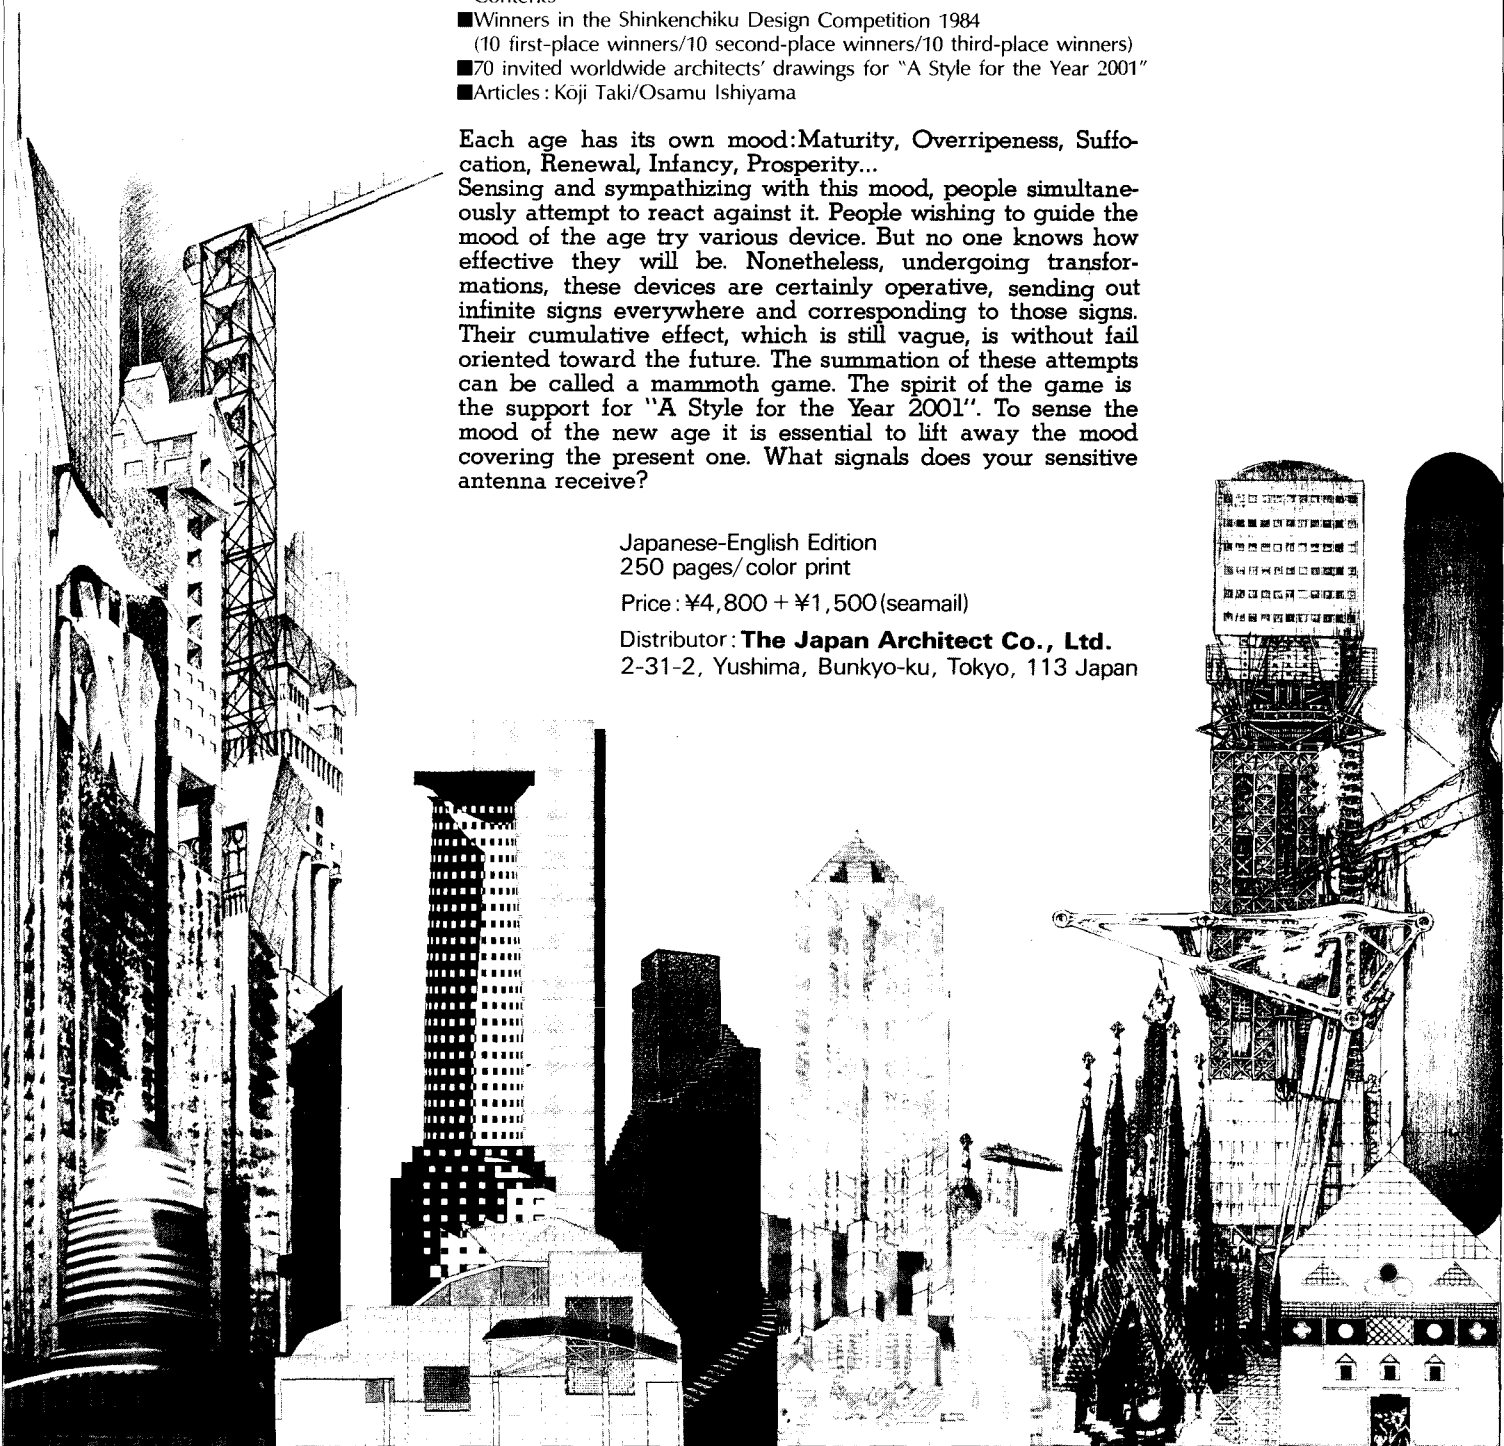 ■Winners in the Shinkenchiku Design Competition 1984
(10 first-place winners/10 second-place winners/10 third-place winners)
■70 invited worldwide architects' drawings for "A Style for the Year 2001"
■Articles : Kōji Taki/Osamu Ishiyama
Each age has its own mood:Maturity, Overripeness, Suffo-
cation, Renewal, Infancy, Prosperity...
Sensing and sympathizing with this mood, people simultane-
ously attempt to react against it. People wishing to guide the
mood of the age try various device. But no one knows how
effective they will be. Nonetheless, undergoing transfor-
mations, these devices are certainly operative, sending out
infinite signs everywhere and corresponding to those signs.
Their cumulative effect, which is still vague, is without fail
oriented toward the future. The summation of these attempts
can be called a mammoth game. The spirit of the game is
the support for "A Style for the Year 2001". To sense the
mood of the new age it is essential to lift away the mood
covering the present one. What signals does your sensitive
antenna receive?
Japanese-English Edition
250 pages/color print
Price : ¥4,800 + ¥1,500 (seamail)
Distributor : The Japan Architect Co., Ltd.
2-31-2, Yushima, Bunkyo-ku, Tokyo, 113 Japan